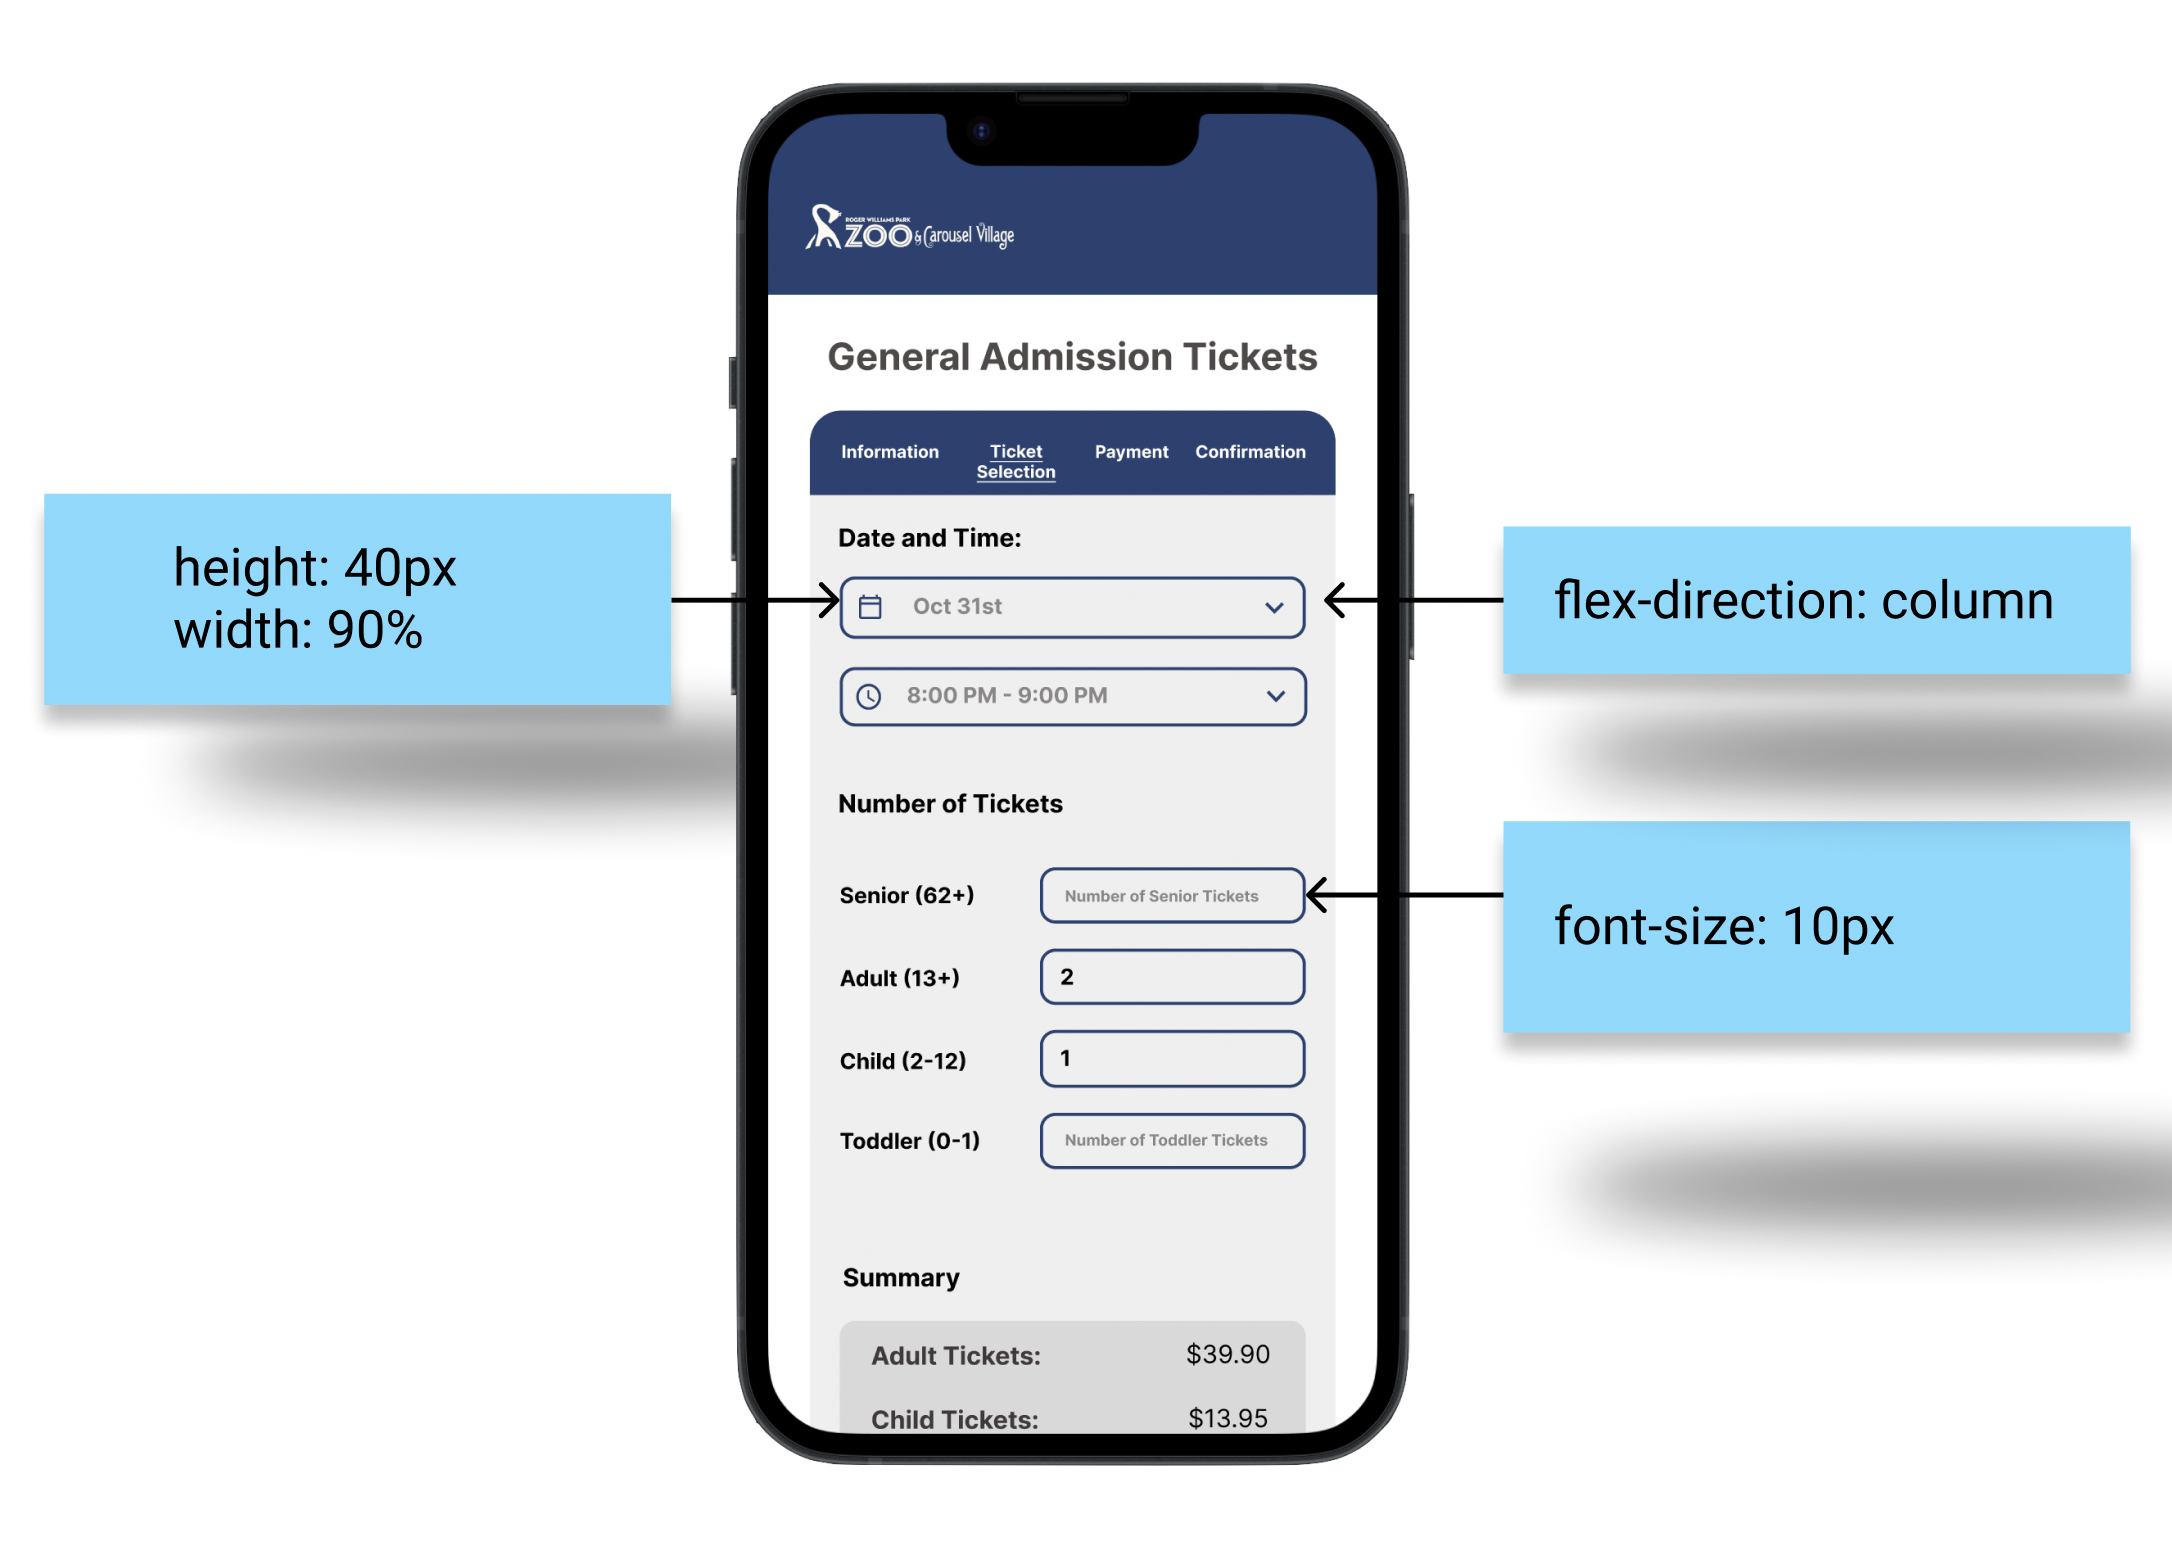 ROGER WILLIAMS PARK
ZOO & Carousel Village
General Admission Tickets
Information
Ticket
Selection
Payment
Confirmation
Date and Time:
height: 40px
width: 90%
Oct 31st
flex-direction: column
8:00 PM - 9:00 PM
Number of Tickets
Senior (62+)
Number of Senior Tickets
font-size: 10px
Adult (13+)
2
Child (2-12)
1
Toddler (0-1)
Number of Toddler Tickets
Summary
Adult Tickets: $39.90
Child Tickets: $13.95